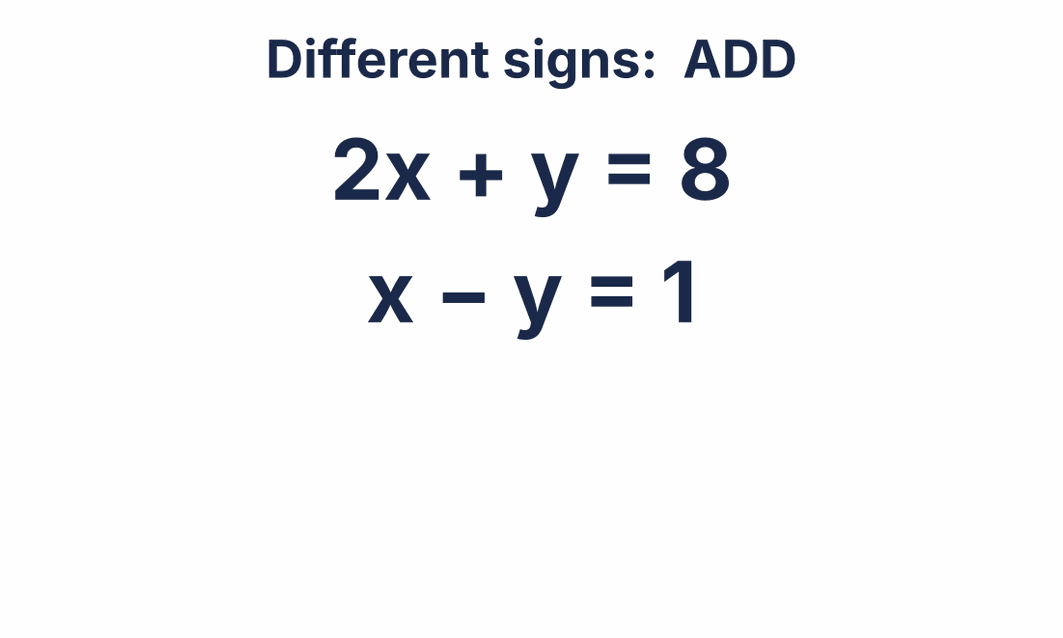 Different signs: ADD
2x + y = 8
x − y = 1